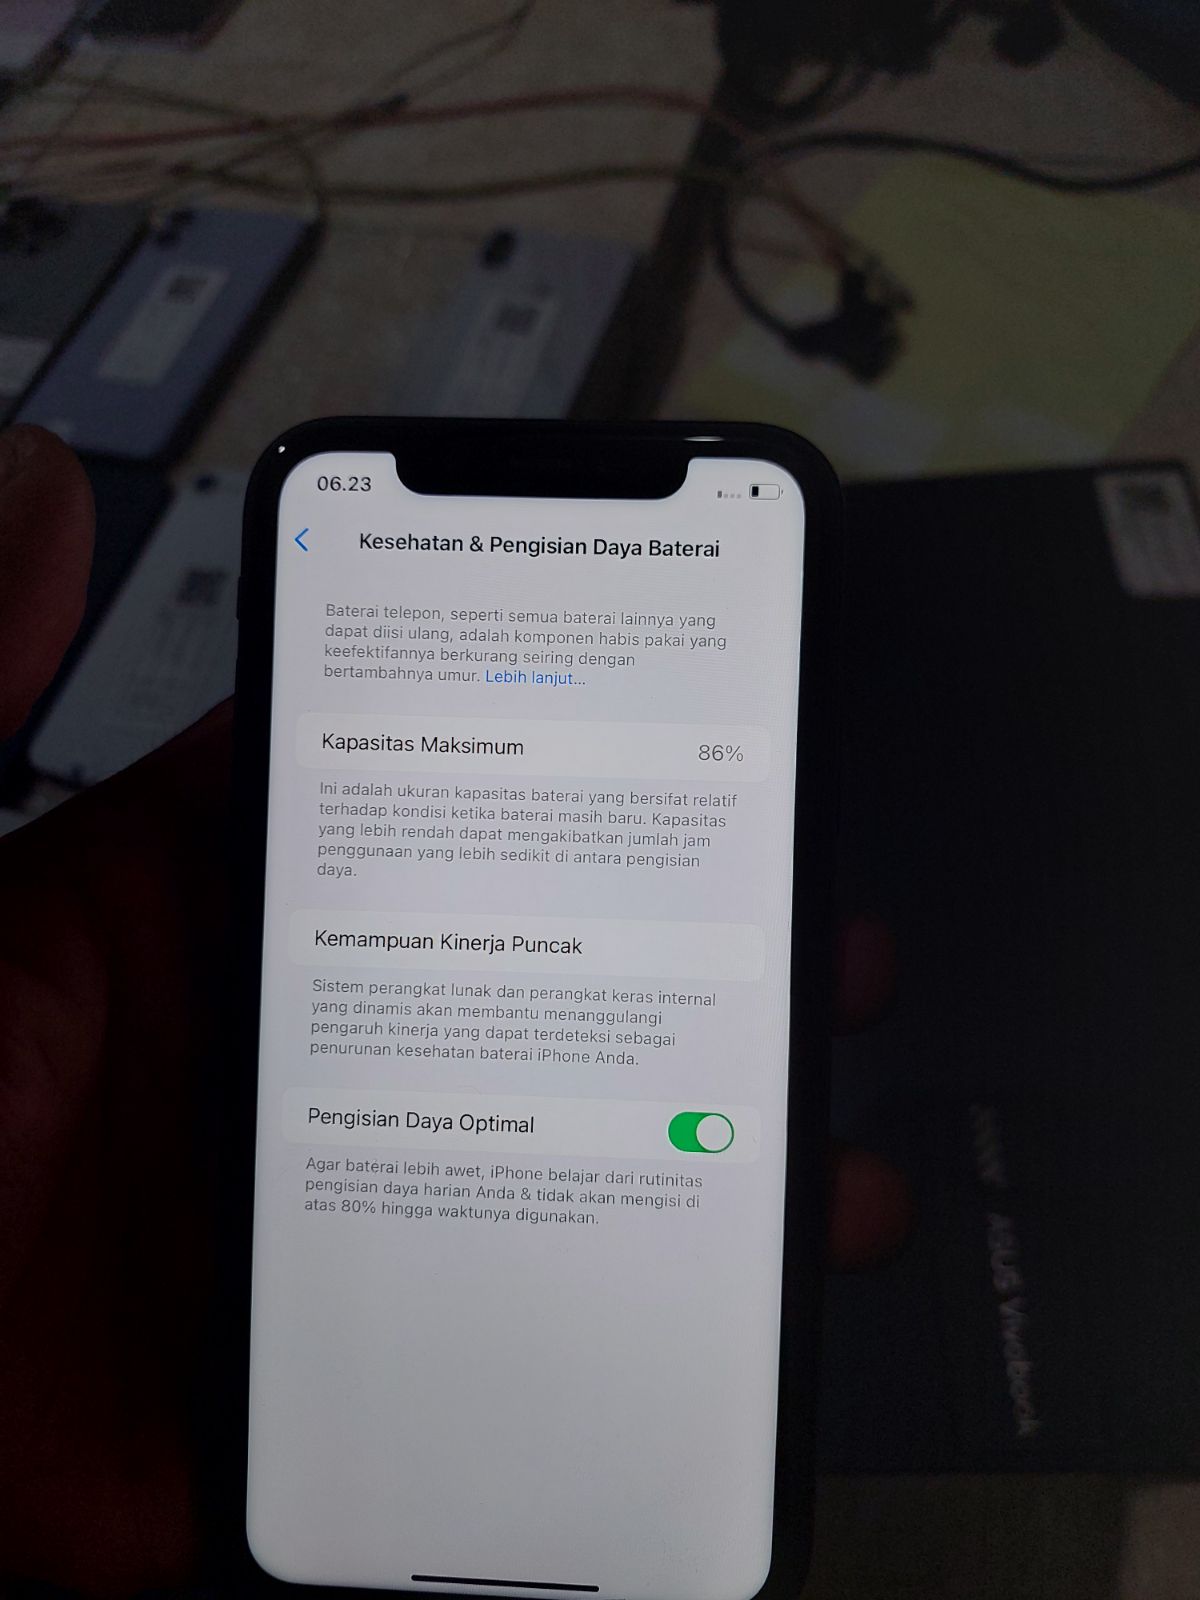 06.23
Kesehatan & Pengisian Daya Baterai
Baterai telepon, seperti semua baterai lainnya yang
dapat diisi ulang, adalah komponen habis pakai yang
keefektifannya berkurang seiring dengan
bertambahnya umur. Lebih lanjut...
Kapasitas Maksimum 86%
Ini adalah ukuran kapasitas baterai yang bersifat relatif
terhadap kondisi ketika baterai masih baru. Kapasitas
yang lebih rendah dapat mengakibatkan jumlah jam
penggunaan yang lebih sedikit di antara pengisian
daya.
Kemampuan Kinerja Puncak
Sistem perangkat lunak dan perangkat keras internal
yang dinamis akan membantu menanggulangi
pengaruh kinerja yang dapat terdeteksi sebagai
penurunan kesehatan baterai iPhone Anda.
Pengisian Daya Optimal
Agar baterai lebih awet, iPhone belajar dari rutinitas
pengisian daya harian Anda & tidak akan mengisi di
atas 80% hingga waktunya digunakan.
ASUS Vivobook